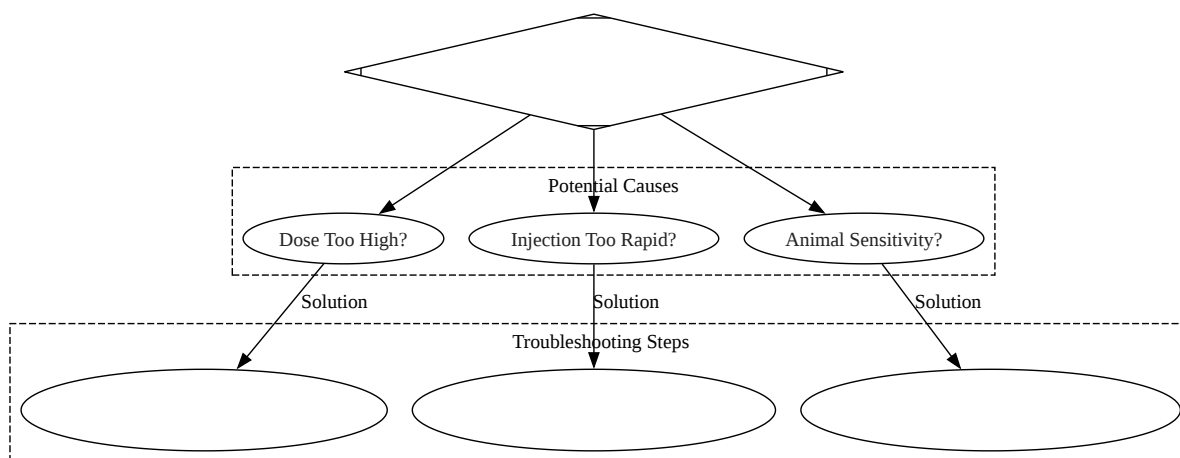 Potential Causes
Dose Too High?
Injection Too Rapid?
Animal Sensitivity?
Solution
Solution
Solution
Troubleshooting Steps